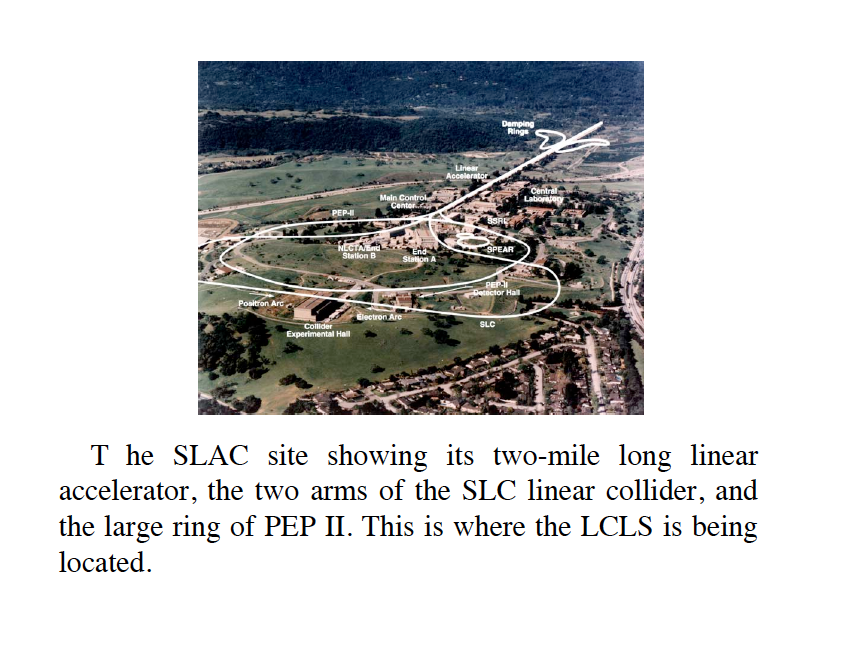 Damping
Rings
Linear
Accelerator
Central
Laboratory
Main Control
Center
PEP-II
SSRL
NLCTA/End
Station B
End
Station A
SPEAR
PEP-II
Detector Hall
Positron Arc
Electron Arc
Collider
Experimental Hall
SLC
T he SLAC site showing its two-mile long linear
accelerator, the two arms of the SLC linear collider, and
the large ring of PEP II. This is where the LCLS is being
located.